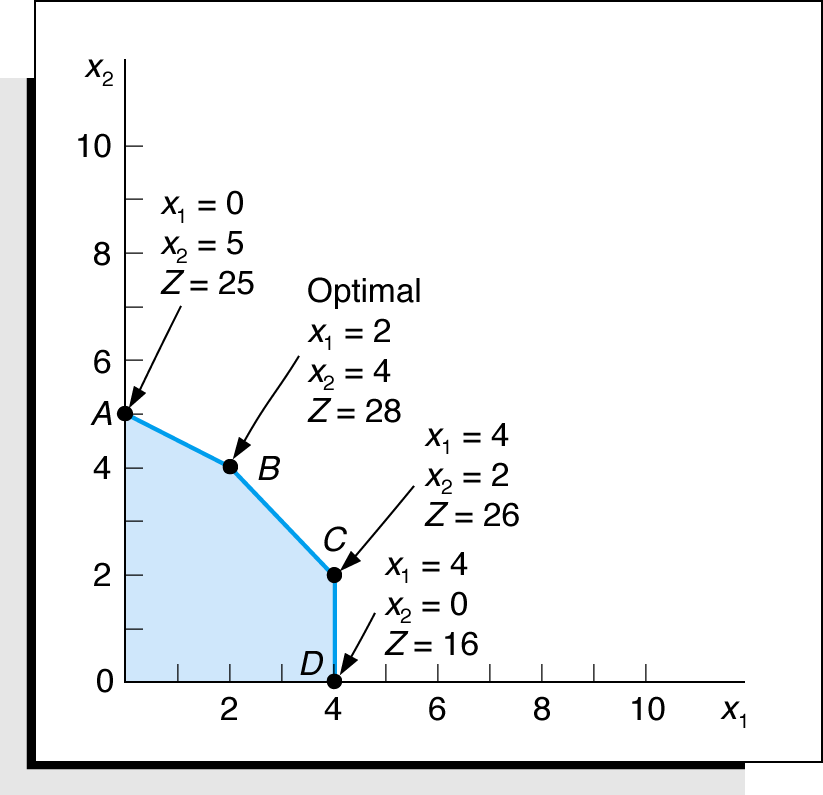 x₂
10
x₁ = 0
x₂ = 5
Z = 25
8
Optimal
x₁ = 2
x₂ = 4
Z = 28
6
A
x₁ = 4
x₂ = 2
Z = 26
4
B
C
x₁ = 4
x₂ = 0
Z = 16
2
D
0
2 4 6 8 10 x₁